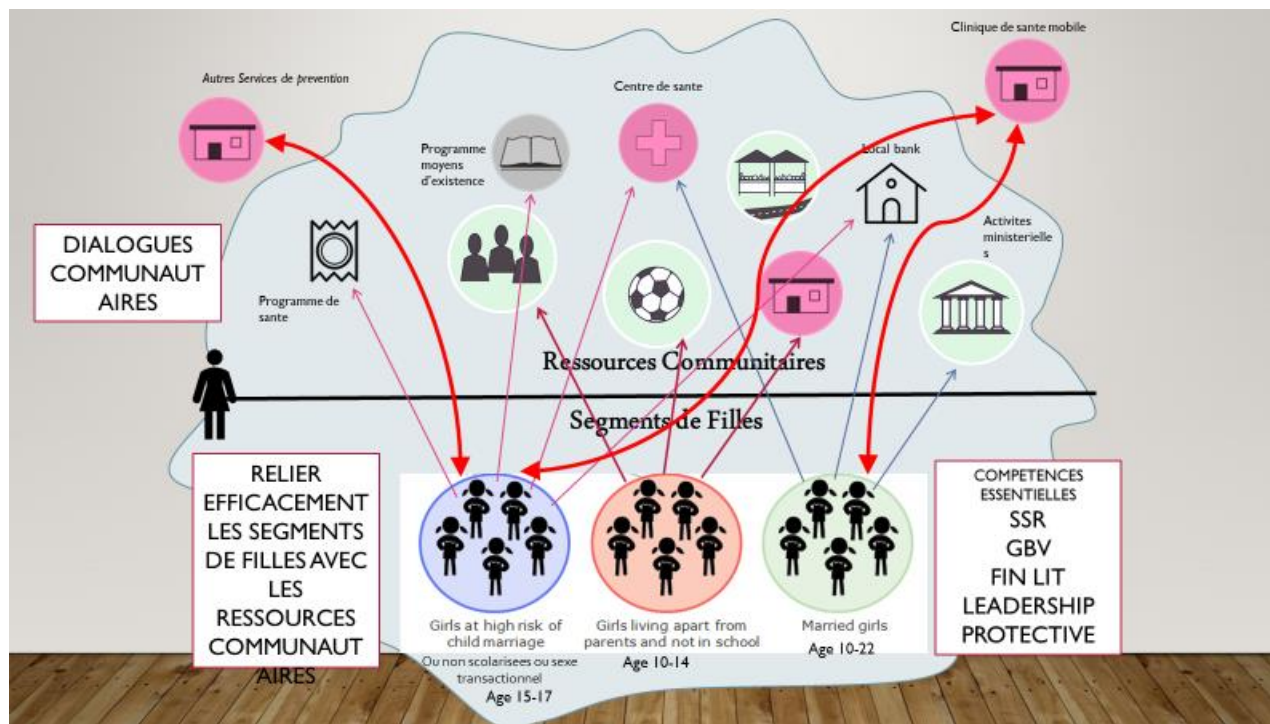 Clinique de sante mobile
Autres Services de prevention
Centre de sante
Programme
moyens
d'existence
Local bank
Activites
ministerielle
s
DIALOGUES
COMMUNAUT
AIRES
Programme de
sante
Ressources Communitaires
Segments de Filles
RELIER
EFFICACEMENT
LES SEGMENTS
DE FILLES AVEC
LES
RESSOURCES
COMMUNAUT
AIRES
COMPETENCES
ESSENTIELLES
SSR
GBV
FIN LIT
LEADERSHIP
PROTECTIVE
Girls at high risk of
child marriage
Ou non scolarisees ou sexe
transactionnel
Age 15-17
Girls living apart from
parents and not in school
Age 10-14
Married girls
Age 10-22